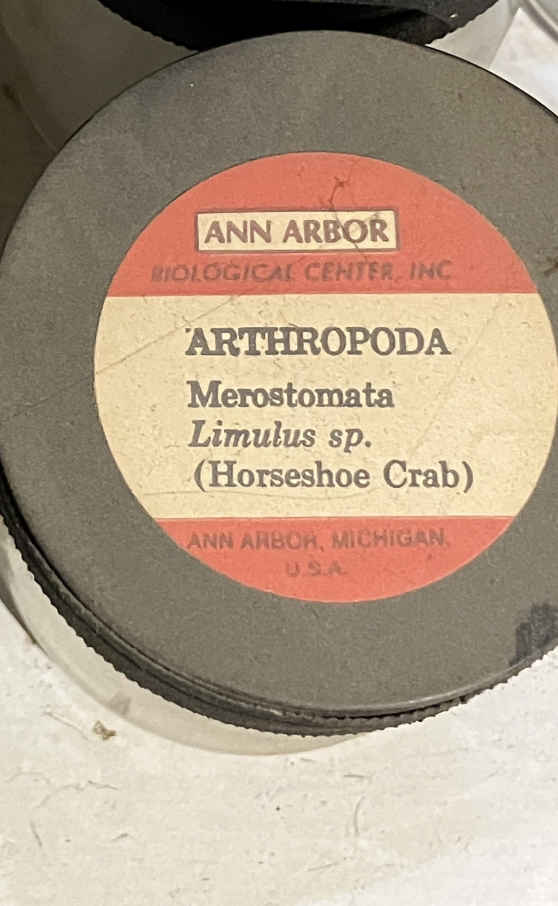 ANN ARBOR
BIOLOGICAL CENTER, INC
ARTHROPODA
Merostomata
Limulus sp.
(Horseshoe Crab)
ANN ARBOR, MICHIGAN,
U.S.A.